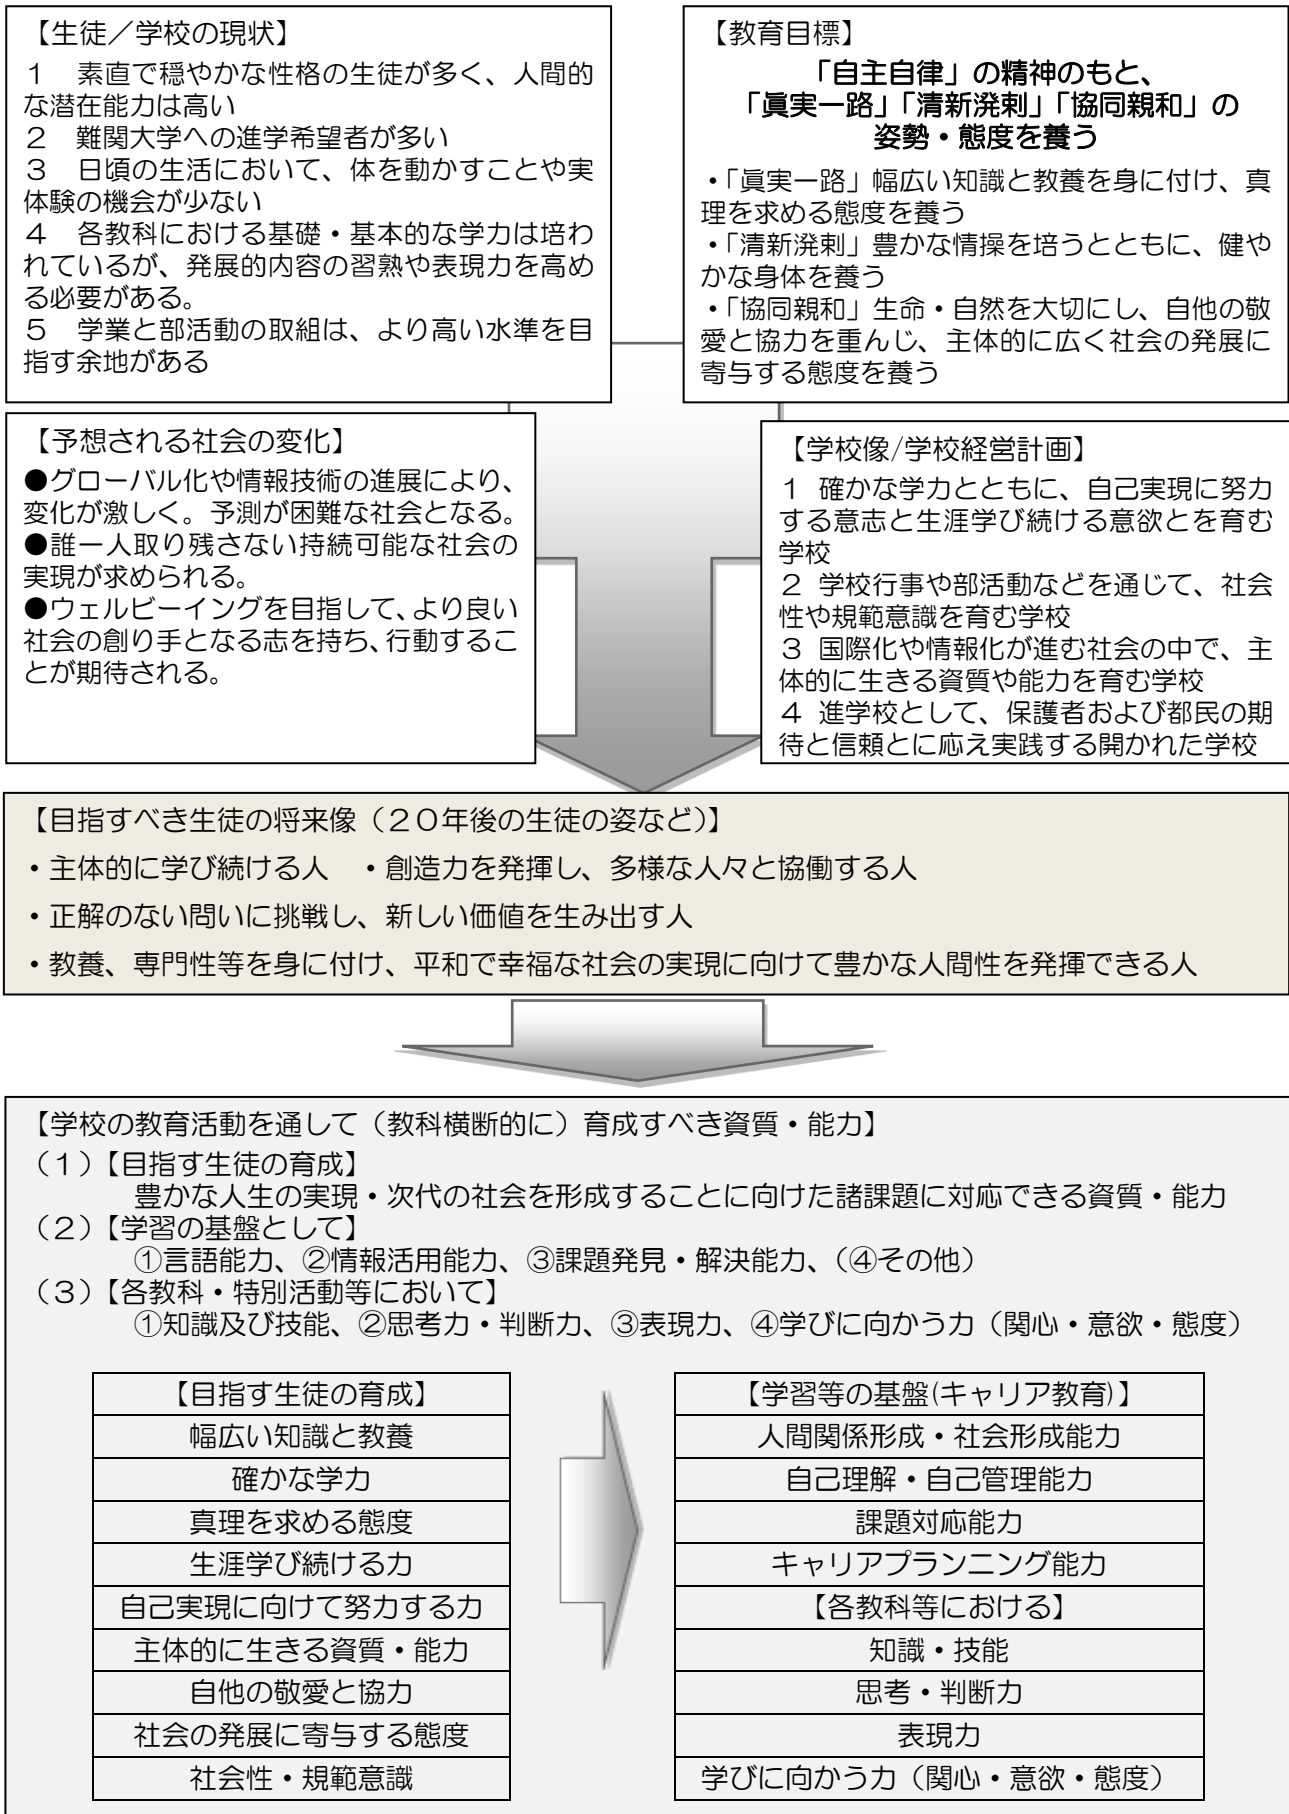 【生徒／学校の現状】
１　素直で穏やかな性格の生徒が多く、人間的
な潜在能力は高い
２　難関大学への進学希望者が多い
３　日頃の生活において、体を動かすことや実
体験の機会が少ない
４　各教科における基礎・基本的な学力は培わ
れているが、発展的内容の習熟や表現力を高め
る必要がある。
５　学業と部活動の取組は、より高い水準を目
指す余地がある
【教育目標】
「自主自律」の精神のもと、
「眞実一路」「清新溌剌」「協同親和」の
姿勢・態度を養う
・「眞実一路」幅広い知識と教養を身に付け、真
理を求める態度を養う
・「清新溌剌」豊かな情操を培うとともに、健や
かな身体を養う
・「協同親和」生命・自然を大切にし、自他の敬
愛と協力を重んじ、主体的に広く社会の発展に
寄与する態度を養う
【予想される社会の変化】
●グローバル化や情報技術の進展により、
変化が激しく。予測が困難な社会となる。
●誰一人取り残さない持続可能な社会の
実現が求められる。
●ウェルビーイングを目指して、より良い
社会の創り手となる志を持ち、行動するこ
とが期待される。
【学校像/学校経営計画】
１ 確かな学力とともに、自己実現に努力
する意志と生涯学び続ける意欲とを育む
学校
２ 学校行事や部活動などを通じて、社会
性や規範意識を育む学校
３ 国際化や情報化が進む社会の中で、主
体的に生きる資質や能力を育む学校
４ 進学校として、保護者および都民の期
待と信頼とに応え実践する開かれた学校
【目指すべき生徒の将来像（２０年後の生徒の姿など）】
・主体的に学び続ける人　・創造力を発揮し、多様な人々と協働する人
・正解のない問いに挑戦し、新しい価値を生み出す人
・教養、専門性等を身に付け、平和で幸福な社会の実現に向けて豊かな人間性を発揮できる人
【学校の教育活動を通して（教科横断的に）育成すべき資質・能力】
（１）【目指す生徒の育成】
豊かな人生の実現・次代の社会を形成することに向けた諸課題に対応できる資質・能力
（２）【学習の基盤として】
①言語能力、②情報活用能力、③課題発見・解決能力、（④その他）
（３）【各教科・特別活動等において】
①知識及び技能、②思考力・判断力、③表現力、④学びに向かう力（関心・意欲・態度）
【目指す生徒の育成】
幅広い知識と教養
確かな学力
真理を求める態度
生涯学び続ける力
自己実現に向けて努力する力
主体的に生きる資質・能力
自他の敬愛と協力
社会の発展に寄与する態度
社会性・規範意識
【学習等の基盤(キャリア教育)】
人間関係形成・社会形成能力
自己理解・自己管理能力
課題対応能力
キャリアプランニング能力
【各教科等における】
知識・技能
思考・判断力
表現力
学びに向かう力（関心・意欲・態度）